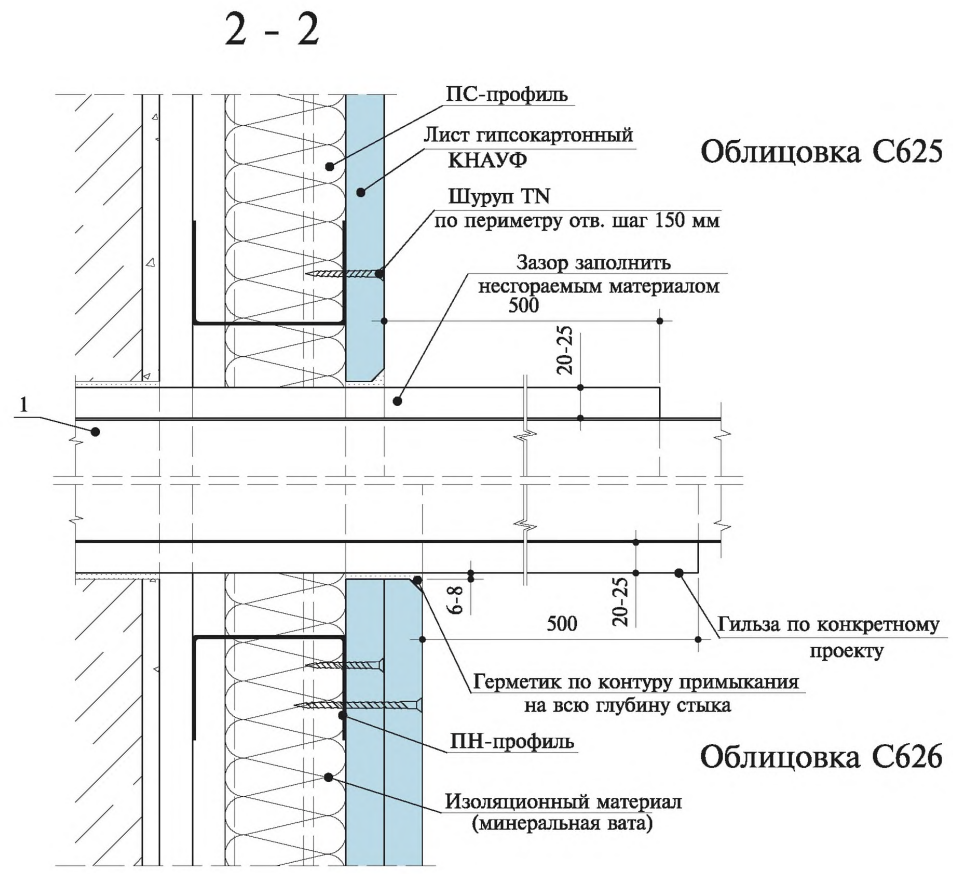 2 - 2
ПС-профиль
Лист гипсокартонный
КНАУФ
Облицовка С625
Шуруп TN
по периметру отв. шаг 150 мм
Зазор заполнить
несгораемым материалом
500
20-25
1
6-8
20-25
500
Гильза по конкретному
проекту
Герметик по контуру примыкания
на всю глубину стыка
ПН-профиль
Облицовка С626
Изоляционный материал
(минеральная вата)